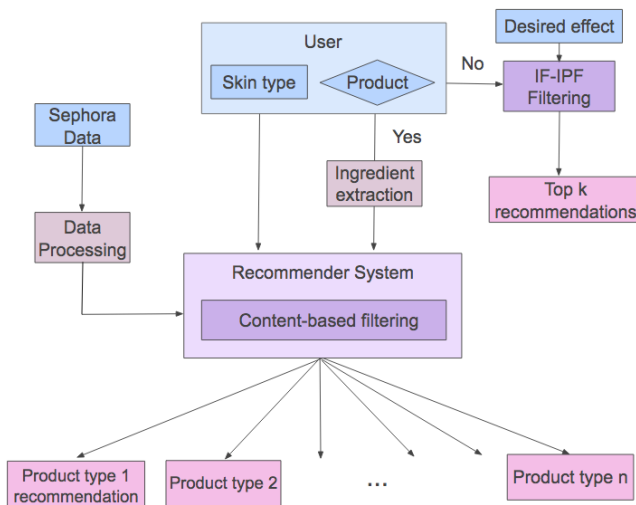 Desired effect
User
No
IF-IPF
Filtering
Skin type
Product
Sephora
Data
Yes
Ingredient
extraction
Top k
recommendations
Data
Processing
Recommender System
Content-based filtering
Product type 1
recommendation
Product type 2
...
Product type n